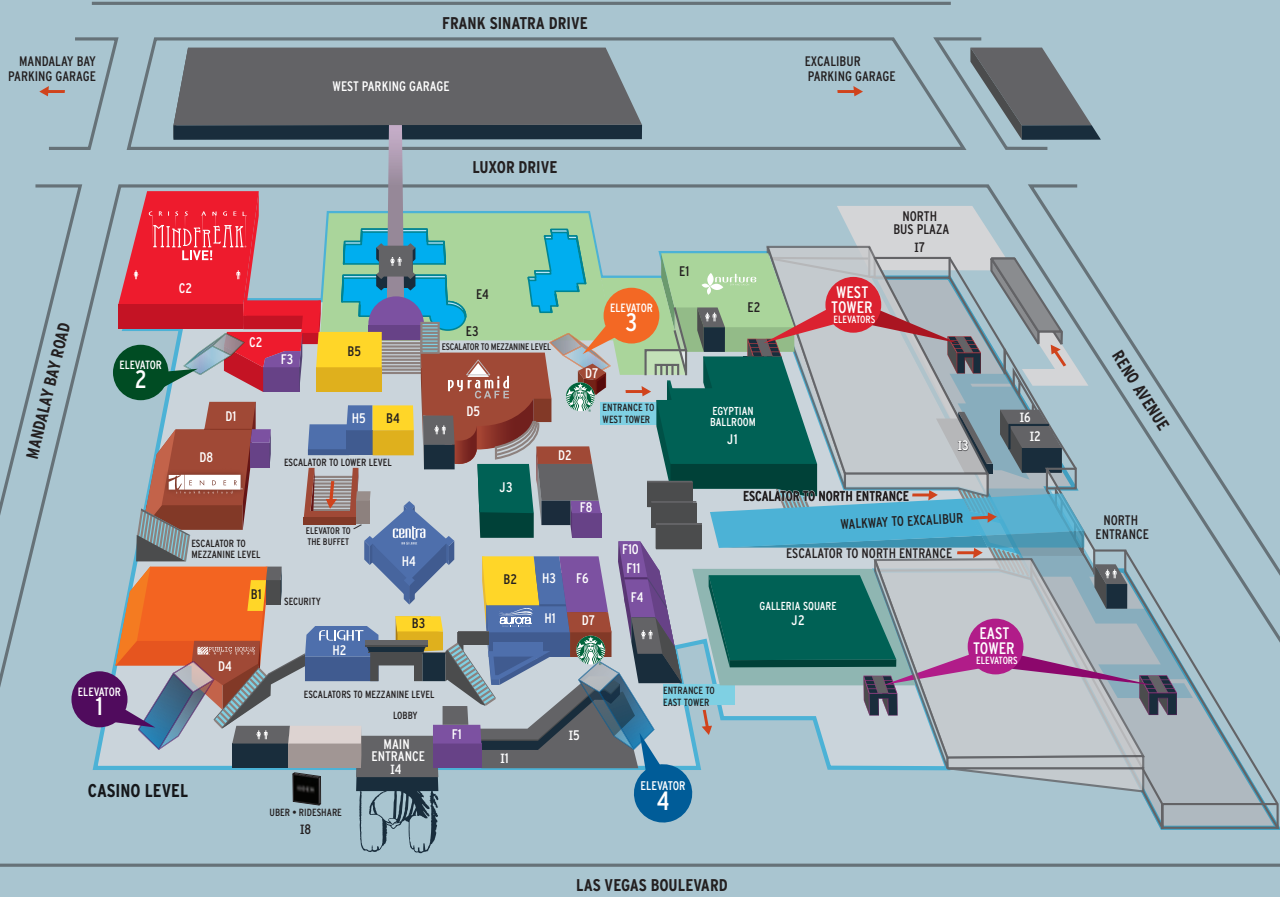 FRANK SINATRA DRIVE
MANDALAY BAY
PARKING GARAGE
WEST PARKING GARAGE
EXCALIBUR
PARKING GARAGE
LUXOR DRIVE
CRISS ANGEL
MINDFREAK
LIVE!
C2
NORTH
BUS PLAZA
I7
E1
nurture
E2
E4
E3
WEST
TOWER
ELEVATORS
ELEVATOR
3
ESCALATOR TO MEZZANINE LEVEL
C2
F3
B5
ELEVATOR
2
pyramid
CAFE
D5
D7
ENTRANCE TO
WEST TOWER
EGYPTIAN
BALLROOM
J1
MANDALAY BAY ROAD
RENO AVENUE
D1
H5
B4
I6
I2
I3
D8
TENDER
ESCALATOR TO LOWER LEVEL
D2
J3
F8
ELEVATOR TO
THE BUFFET
ESCALATOR TO NORTH ENTRANCE
WALKWAY TO EXCALIBUR
ESCALATOR TO NORTH ENTRANCE
NORTH
ENTRANCE
centra
H4
ESCALATOR TO
MEZZANINE LEVEL
F10
F11
F4
B1
SECURITY
B2
H3
F6
aurora
H1
D7
GALLERIA SQUARE
J2
B3
FLIGHT
H2
PUBLIC HOUSE
D4
EAST
TOWER
ELEVATORS
ELEVATOR
1
ESCALATORS TO MEZZANINE LEVEL
ENTRANCE TO
EAST TOWER
LOBBY
F1
MAIN
ENTRANCE
I4
I1
I5
ELEVATOR
4
CASINO LEVEL
UBER • RIDESHARE
I8
LAS VEGAS BOULEVARD